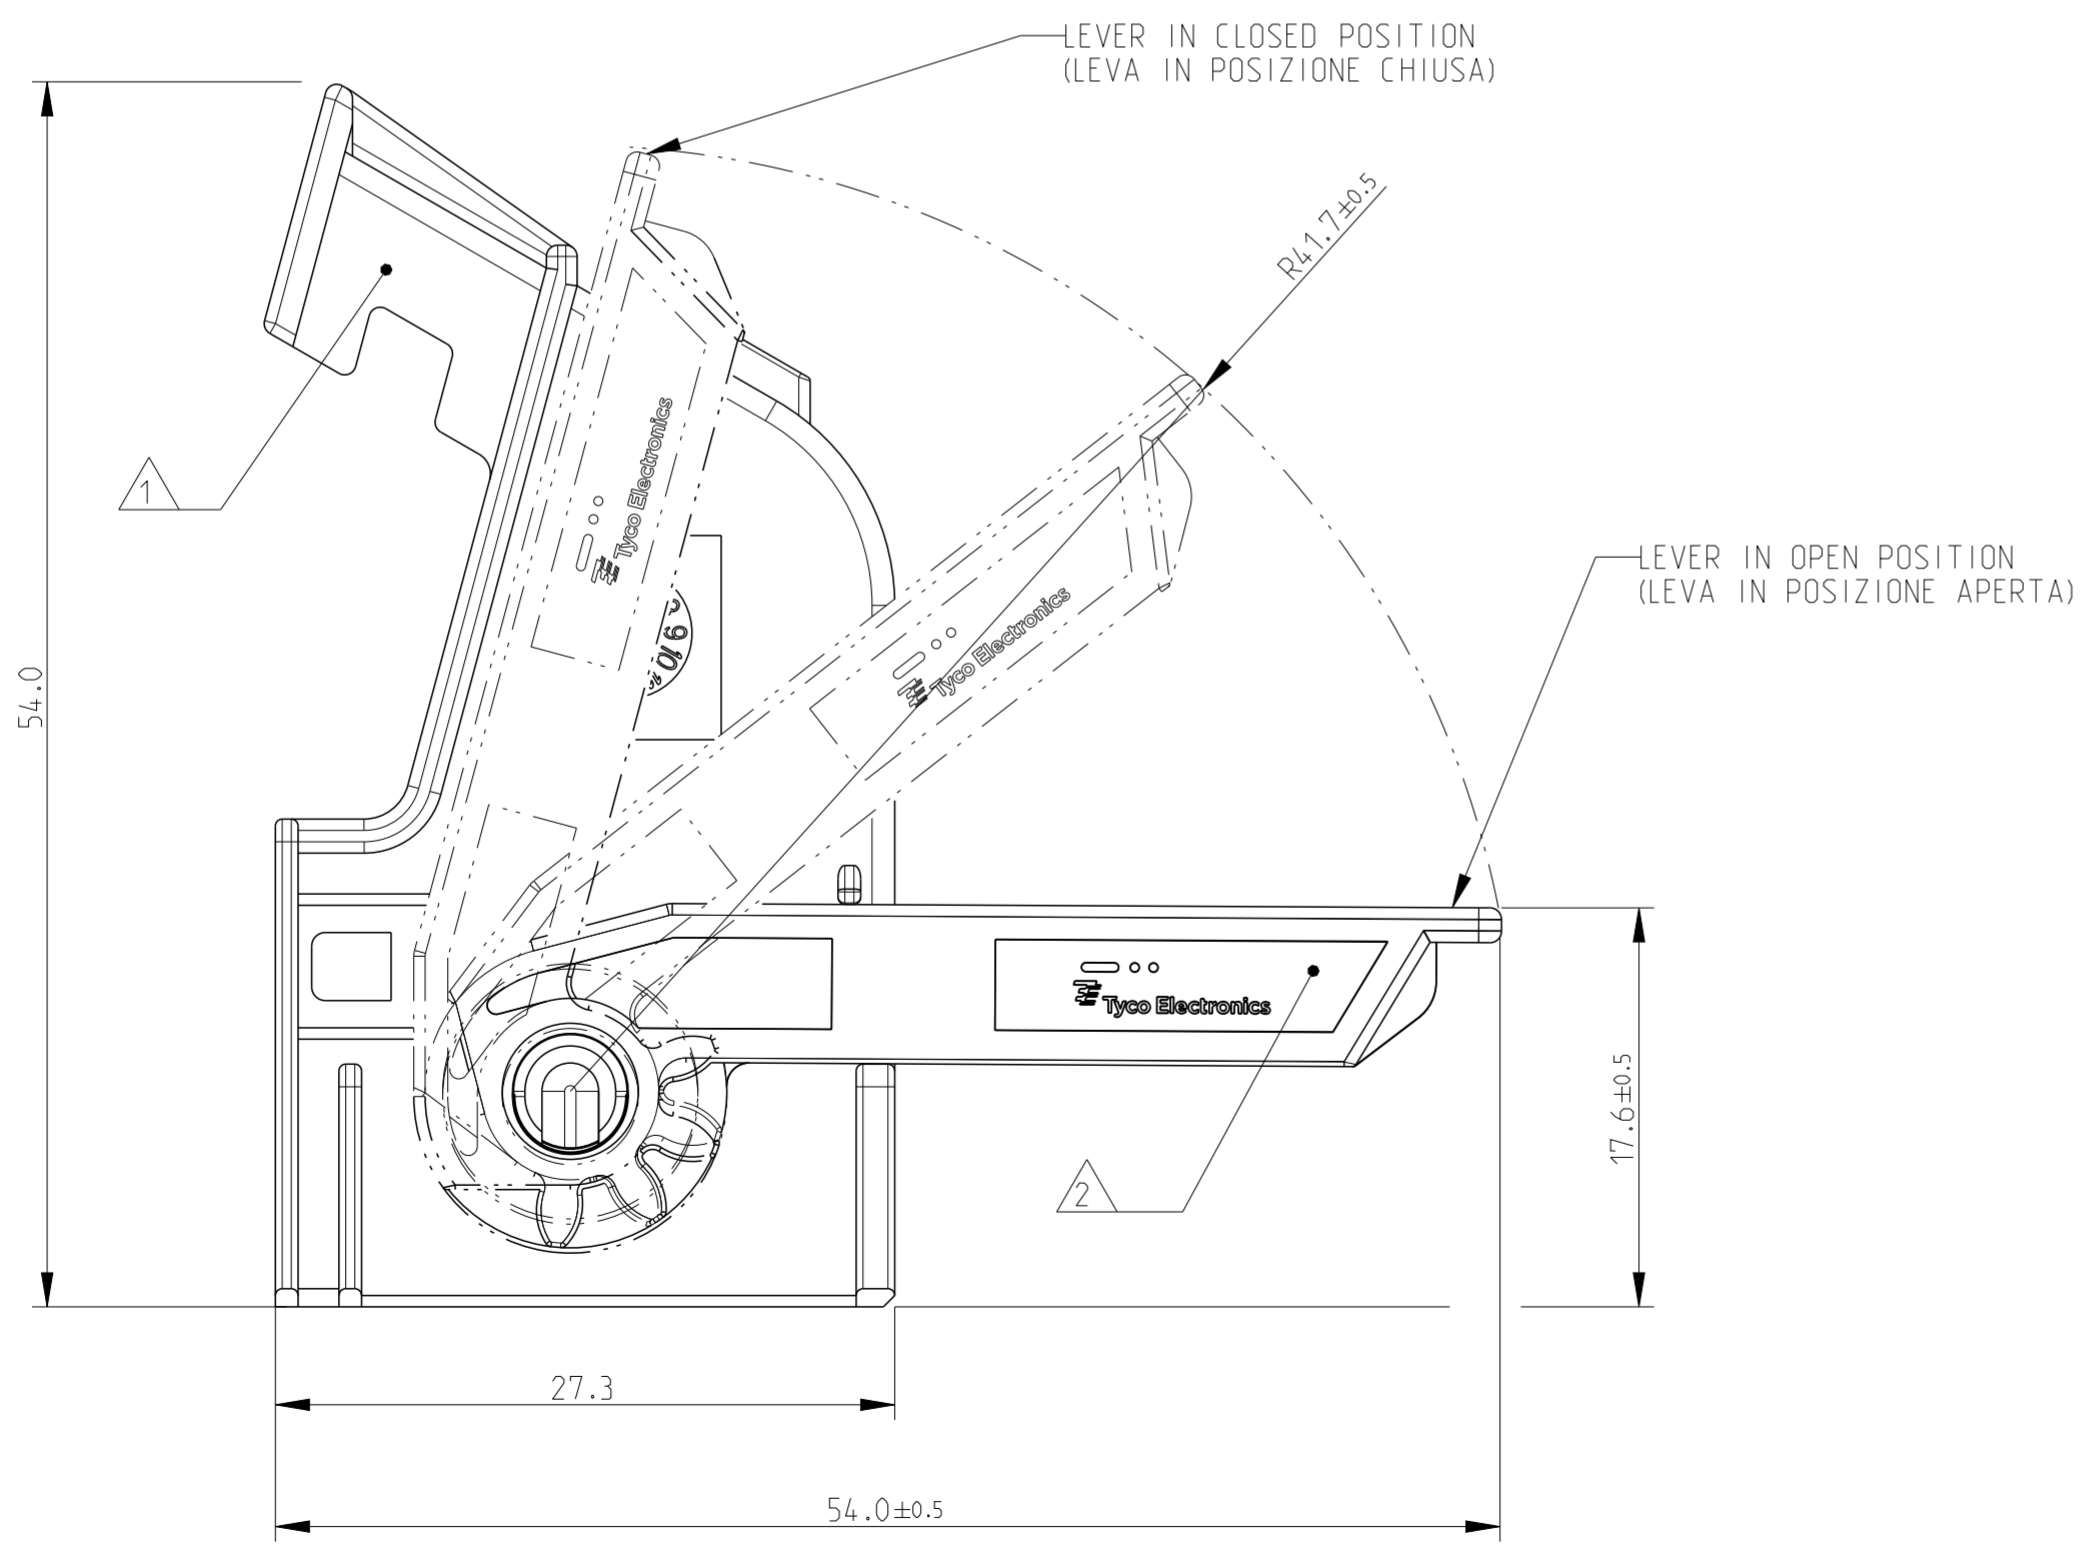 LEVER IN CLOSED POSITION
(LEVA IN POSIZIONE CHIUSA)
R41.7±0.5
1
Tyco Electronics
LEVER IN OPEN POSITION
(LEVA IN POSIZIONE APERTA)
9
10
Tyco Electronics
54.0
Tyco Electronics
17.6±0.5
2
27.3
54.0±0.5